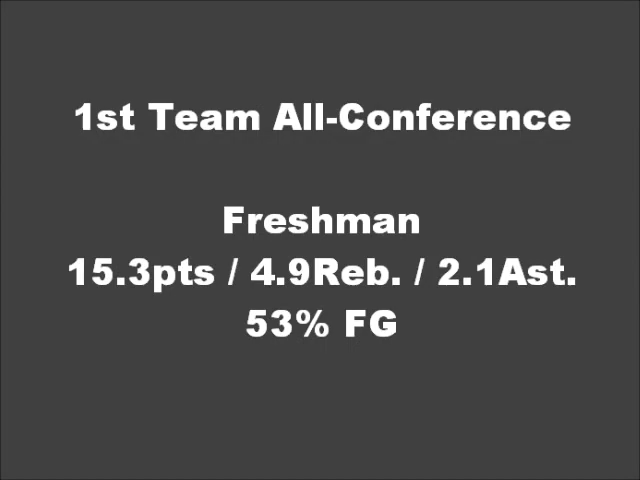 1st Team All-Conference
Freshman
15.3pts / 4.9Reb. / 2.1Ast.
53% FG